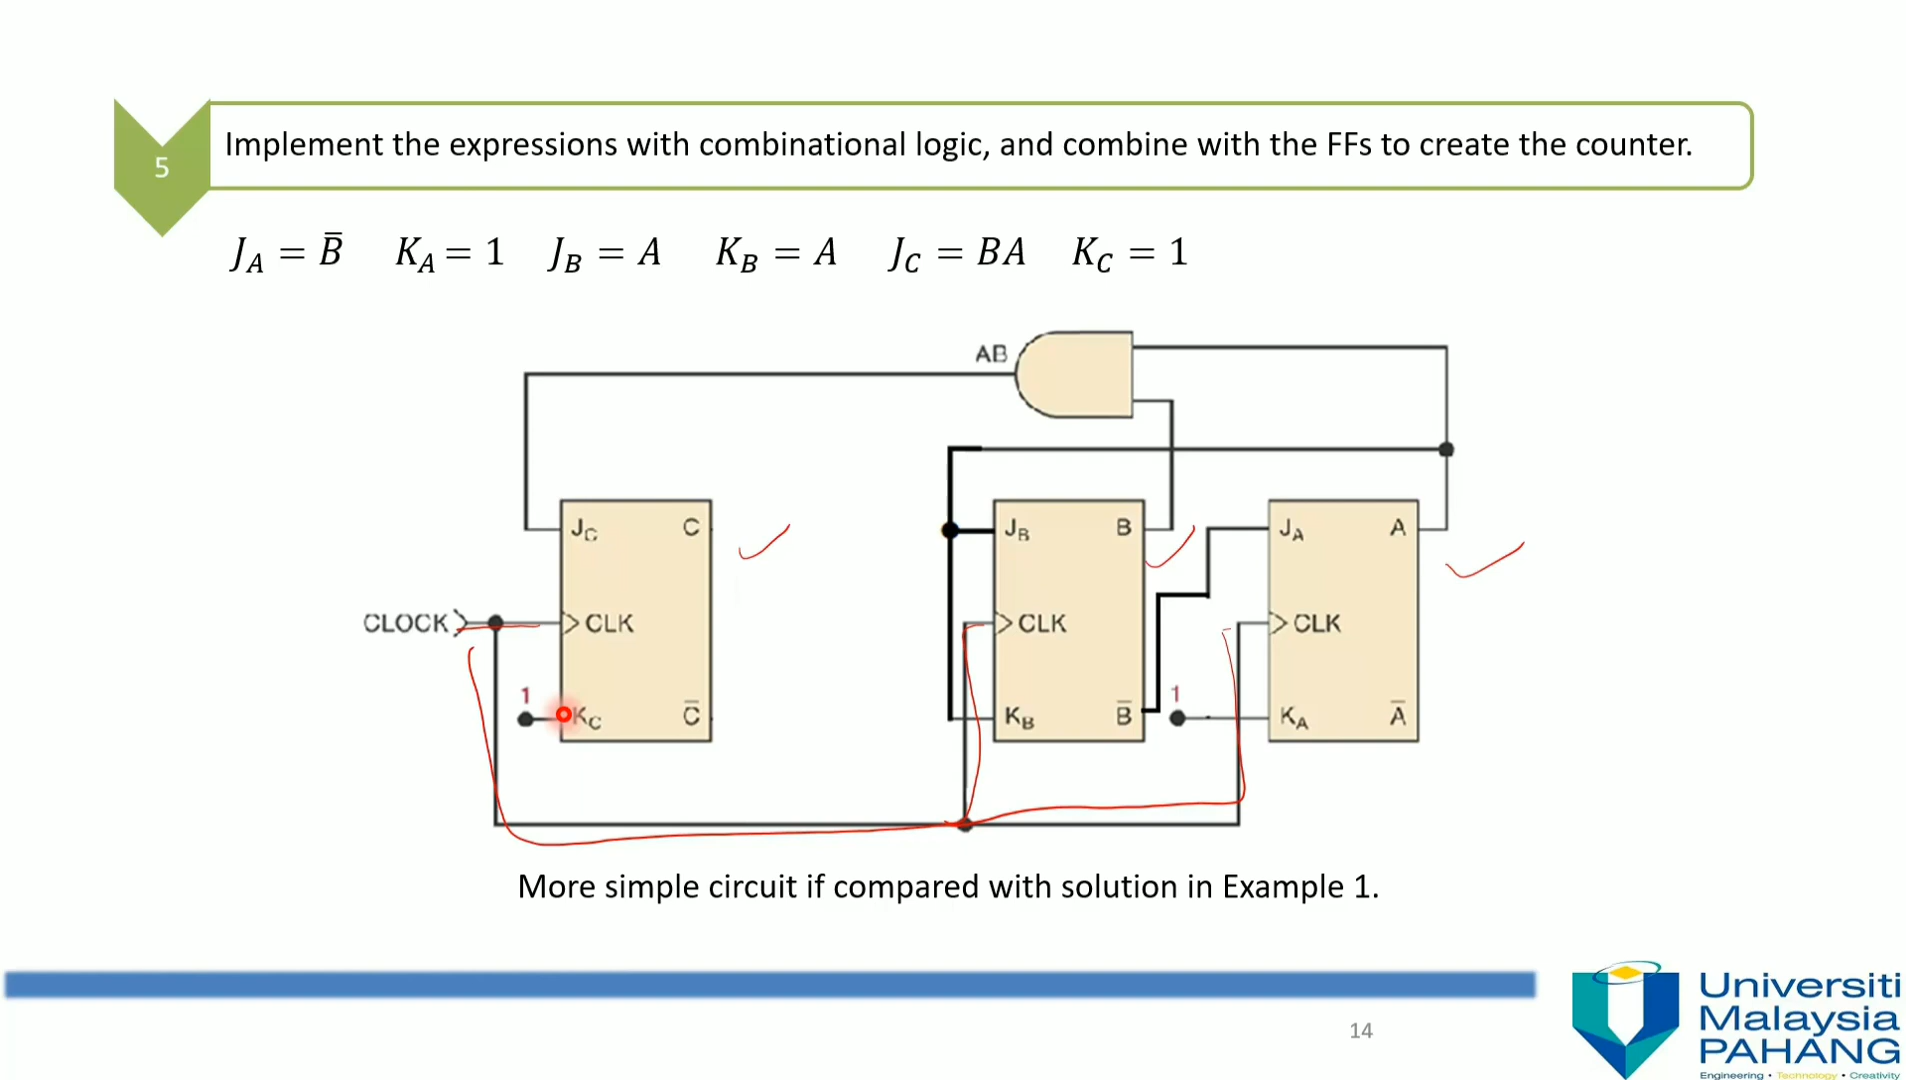 5
Implement the expressions with combinational logic, and combine with the FFs to create the counter.
J_A = B̅ K_A = 1 J_B = A K_B = A J_C = BA K_C = 1
AB
J_C C
J_B B
J_A A
CLOCK
CLK
CLK
CLK
1
K_C C̅
K_B B̅
1
K_A A̅
More simple circuit if compared with solution in Example 1.
14
Universiti
Malaysia
PAHANG
Engineering • Technology • Creativity